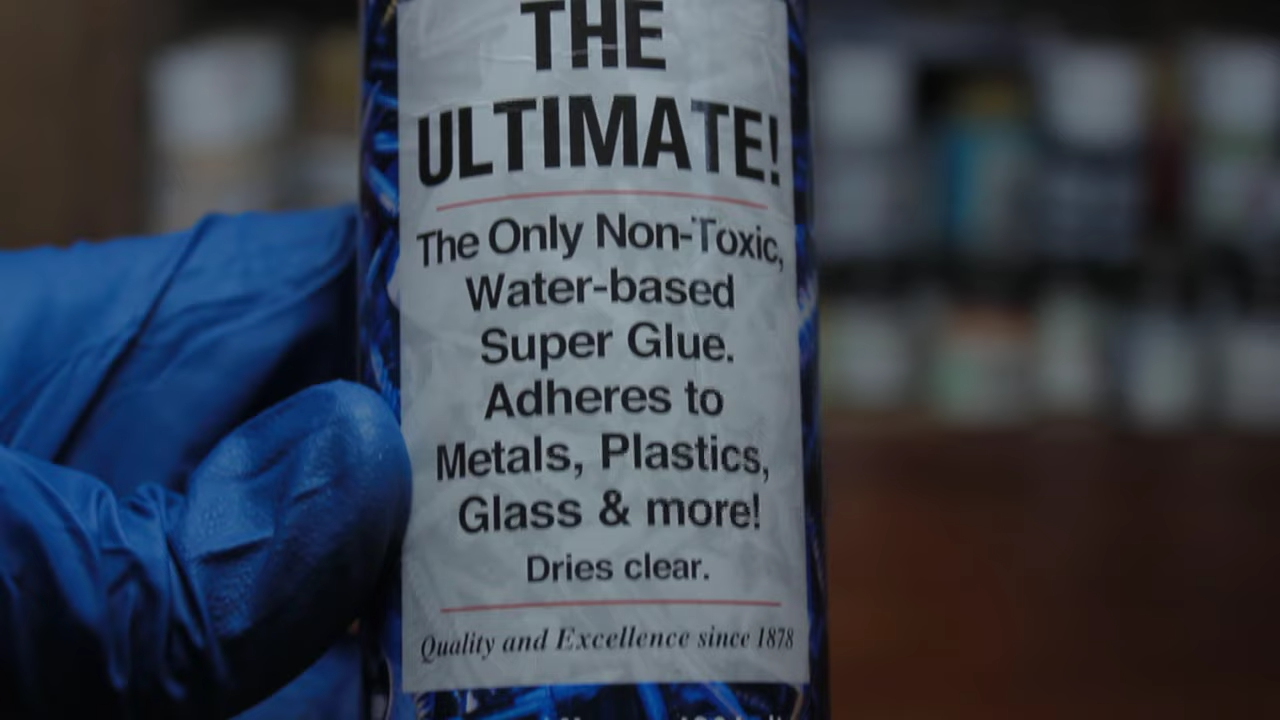 THE
ULTIMATE!
The Only Non-Toxic,
Water-based
Super Glue.
Adheres to
Metals, Plastics,
Glass & more!
Dries clear.
Quality and Excellence since 1878